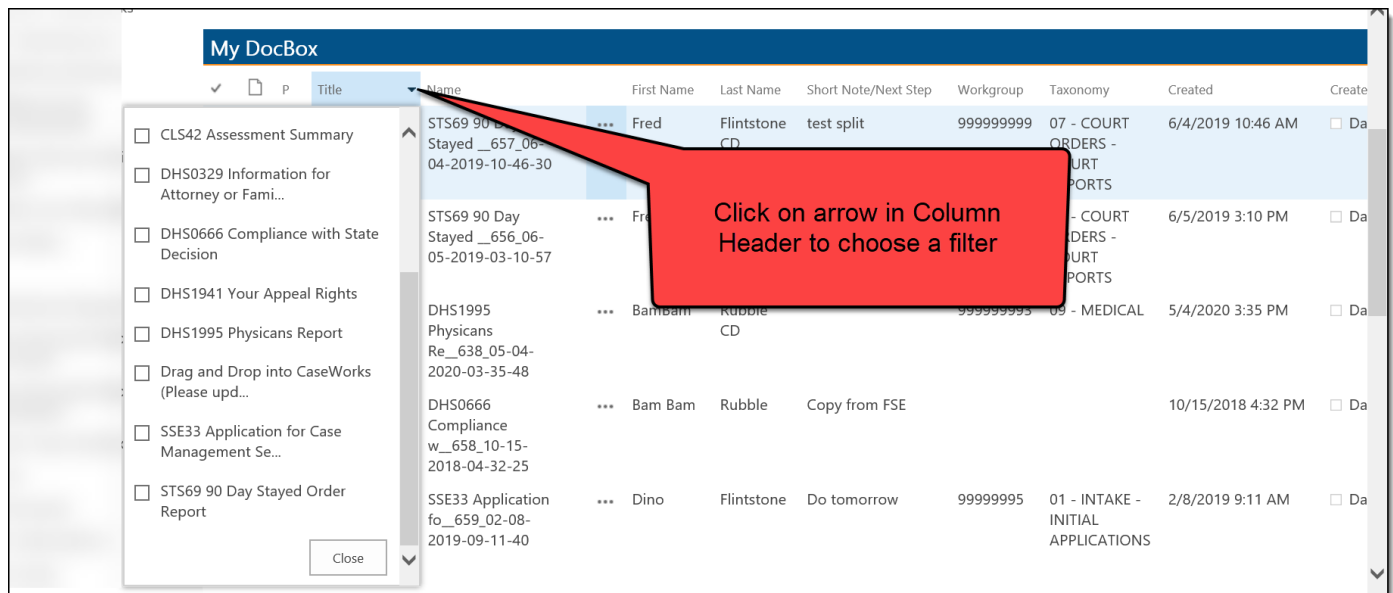 My DocBox
P Title Name First Name Last Name Short Note/Next Step Workgroup Taxonomy Created Create
CLS42 Assessment Summary
DHS0329 Information for
Attorney or Fami...
DHS0666 Compliance with State
Decision
DHS1941 Your Appeal Rights
DHS1995 Physicans Report
Drag and Drop into CaseWorks
(Please upd...
SSE33 Application for Case
Management Se...
STS69 90 Day Stayed Order
Report
Close
Click on arrow in Column
Header to choose a filter
STS69 90 Day
Stayed __657_06-
04-2019-10-46-30
Fred
Flintstone
CD
test split
999999999
07 - COURT
ORDERS -
COURT
REPORTS
6/4/2019 10:46 AM
Da
STS69 90 Day
Stayed __656_06-
05-2019-03-10-57
Fre
- COURT
RDERS -
OURT
PORTS
6/5/2019 3:10 PM
Da
DHS1995
Physicans
Re__638_05-04-
2020-03-35-48
BamBam
Rubble
CD
999999993
09 - MEDICAL
5/4/2020 3:35 PM
Da
DHS0666
Compliance
w__658_10-15-
2018-04-32-25
Bam Bam
Rubble
Copy from FSE
10/15/2018 4:32 PM
Da
SSE33 Application
fo__659_02-08-
2019-09-11-40
Dino
Flintstone
Do tomorrow
99999995
01 - INTAKE -
INITIAL
APPLICATIONS
2/8/2019 9:11 AM
Da